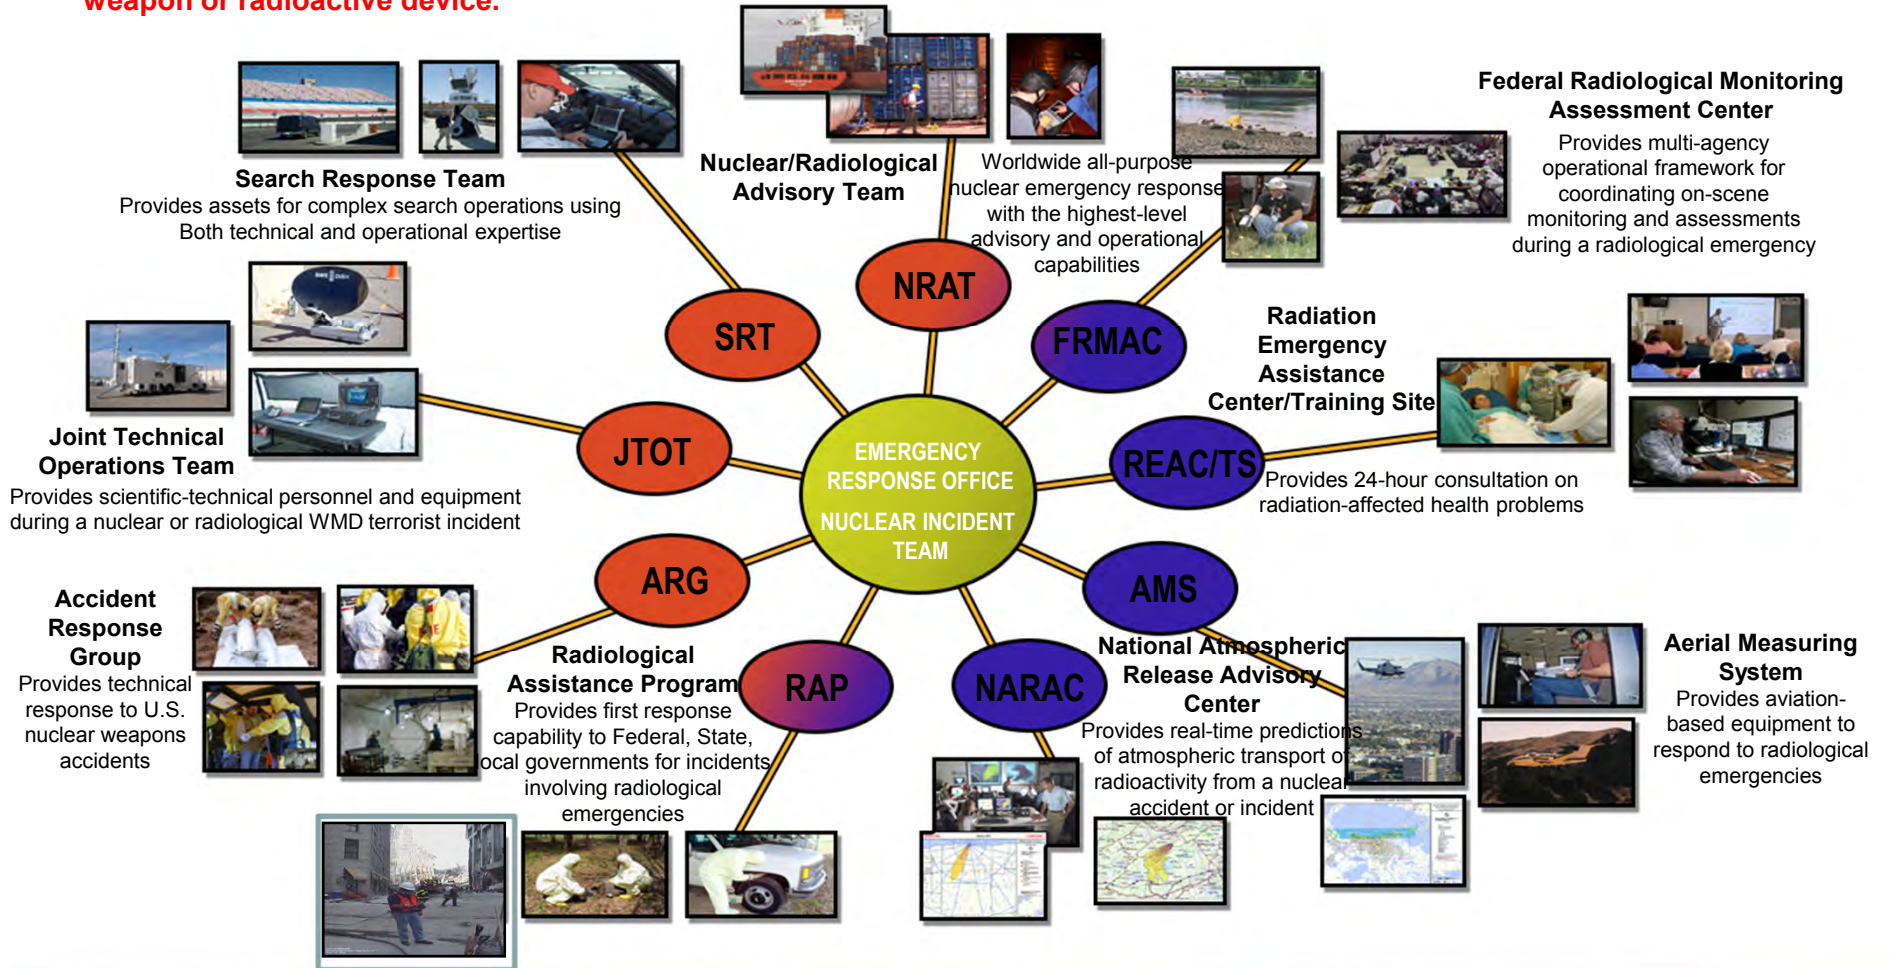 weapon or radioactive device.
Search Response Team
Provides assets for complex search operations using
Both technical and operational expertise
Nuclear/Radiological
Advisory Team
Worldwide all-purpose
nuclear emergency response
with the highest-level
advisory and operational
capabilities
Federal Radiological Monitoring
Assessment Center
Provides multi-agency
operational framework for
coordinating on-scene
monitoring and assessments
during a radiological emergency
NRAT
SRT
FRMAC
Radiation
Emergency
Assistance
Center/Training Site
Joint Technical
Operations Team
Provides scientific-technical personnel and equipment
during a nuclear or radiological WMD terrorist incident
JTOT
EMERGENCY
RESPONSE OFFICE
NUCLEAR INCIDENT
TEAM
REAC/TS
Provides 24-hour consultation on
radiation-affected health problems
ARG
AMS
Accident
Response
Group
Provides technical
response to U.S.
nuclear weapons
accidents
Radiological
Assistance Program
Provides first response
capability to Federal, State,
local governments for incidents
involving radiological
emergencies
RAP
NARAC
National Atmospheric
Release Advisory
Center
Provides real-time predictions
of atmospheric transport of
radioactivity from a nuclear
accident or incident
Aerial Measuring
System
Provides aviation-
based equipment to
respond to radiological
emergencies